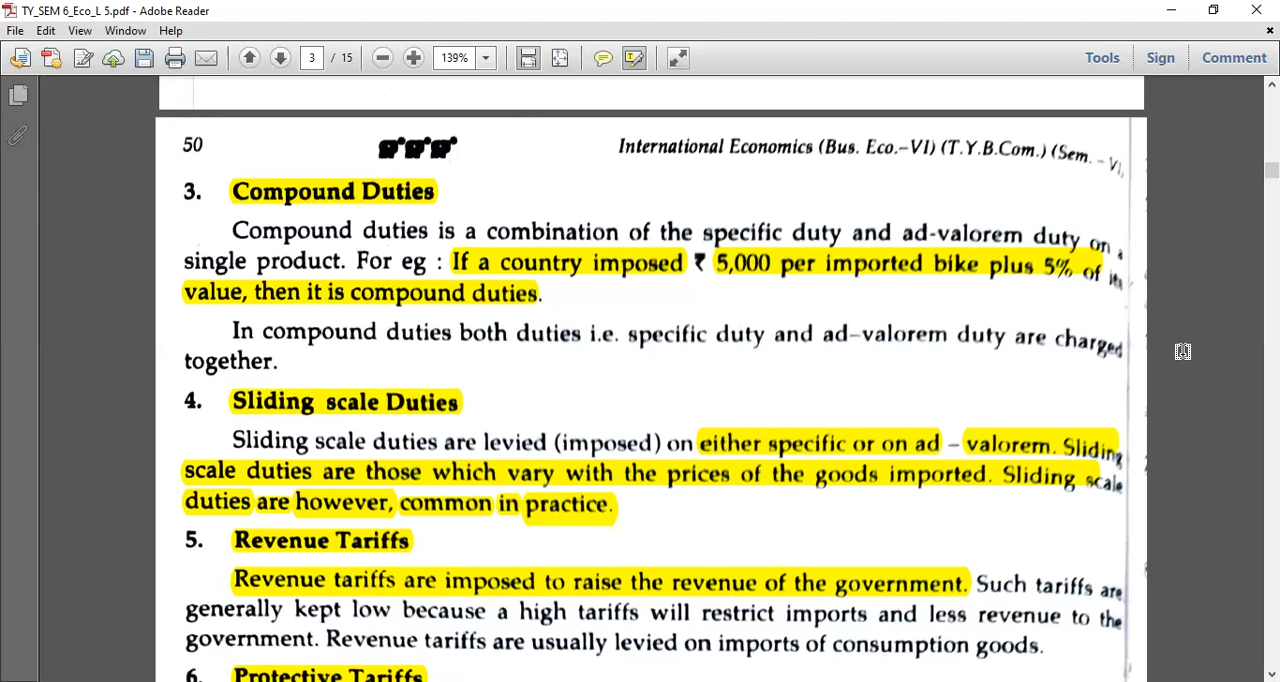 TY_SEM 6_Eco_L 5.pdf - Adobe Reader
File Edit View Window Help
3 / 15 139% Tools Sign Comment
50 International Economics (Bus. Eco.-VI) (T.Y.B.Com.) (Sem. - VI,
3. Compound Duties
Compound duties is a combination of the specific duty and ad-valorem duty on a
single product. For eg : If a country imposed ₹ 5,000 per imported bike plus 5% of its
value, then it is compound duties.
In compound duties both duties i.e. specific duty and ad-valorem duty are charged
together.
4. Sliding scale Duties
Sliding scale duties are levied (imposed) on either specific or on ad - valorem. Sliding
scale duties are those which vary with the prices of the goods imported. Sliding scale
duties are however, common in practice.
5. Revenue Tariffs
Revenue tariffs are imposed to raise the revenue of the government. Such tariffs are
generally kept low because a high tariffs will restrict imports and less revenue to the
government. Revenue tariffs are usually levied on imports of consumption goods.
6. Protective Tariffs